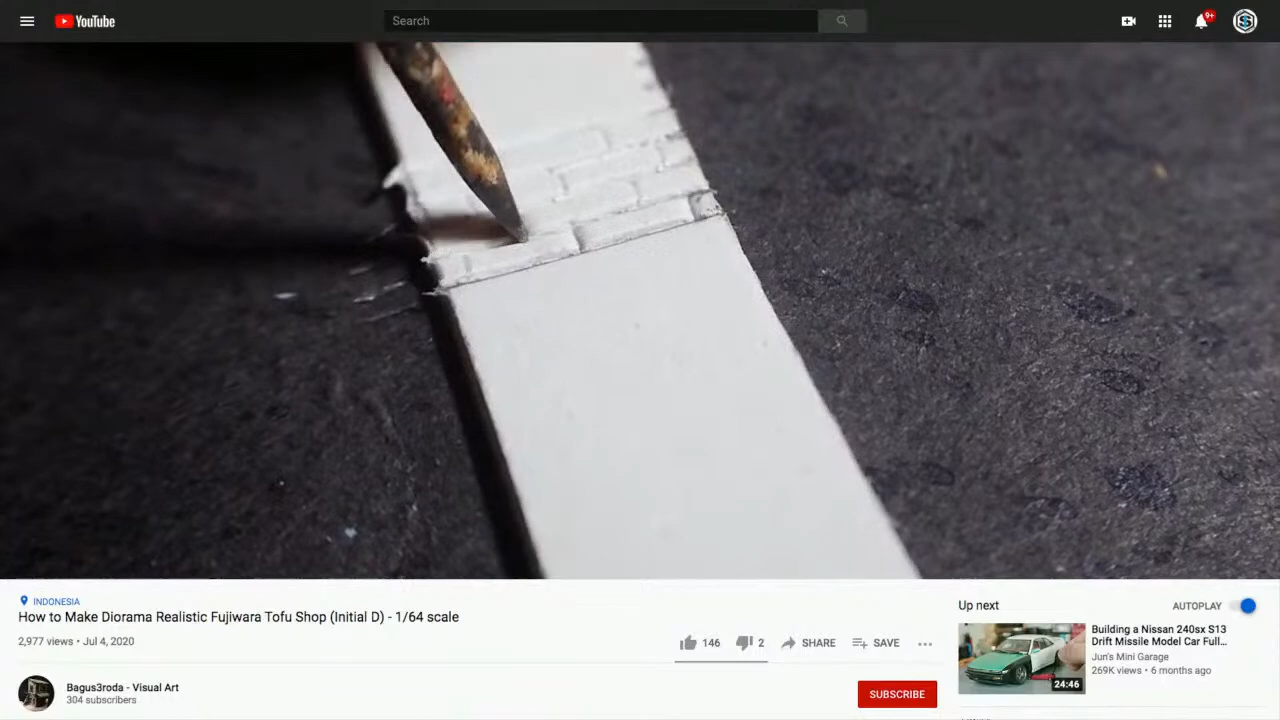 YouTube
Search
9+
INDONESIA
How to Make Diorama Realistic Fujiwara Tofu Shop (Initial D) - 1/64 scale
2,977 views • Jul 4, 2020
146
2
SHARE
SAVE
Bagus3roda - Visual Art
304 subscribers
SUBSCRIBE
Up next
AUTOPLAY
Building a Nissan 240sx S13
Drift Missile Model Car Full...
Jun's Mini Garage
269K views • 6 months ago
24:46